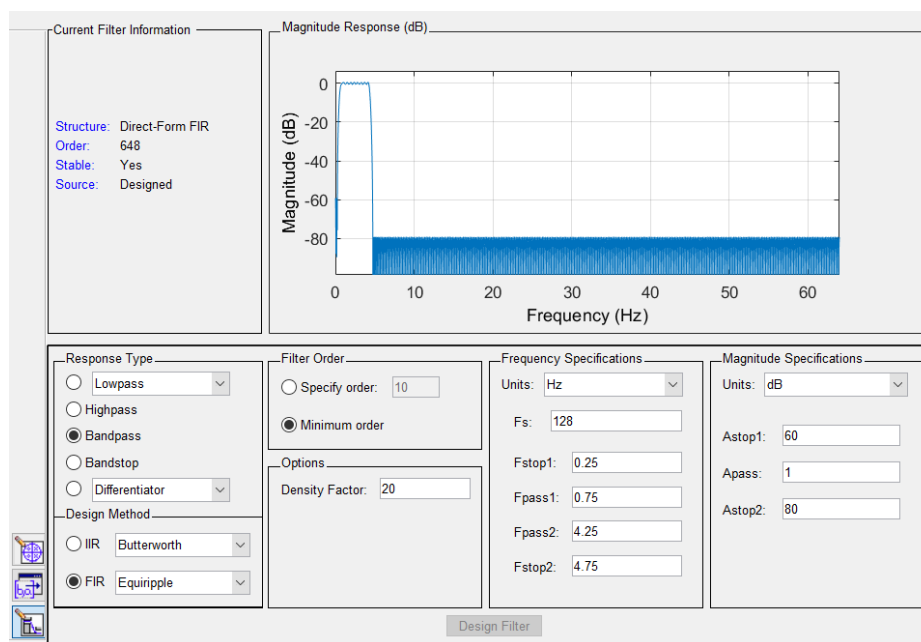 Current Filter Information
Structure: Direct-Form FIR
Order: 648
Stable: Yes
Source: Designed
Magnitude Response (dB)
Magnitude (dB)
0
-20
-40
-60
-80
0 10 20 30 40 50 60
Frequency (Hz)
Response Type
Lowpass
Highpass
Bandpass
Bandstop
Differentiator
Design Method
IIR Butterworth
FIR Equiripple
Filter Order
Specify order: 10
Minimum order
Options
Density Factor: 20
Frequency Specifications
Units: Hz
Fs: 128
Fstop1: 0.25
Fpass1: 0.75
Fpass2: 4.25
Fstop2: 4.75
Magnitude Specifications
Units: dB
Astop1: 60
Apass: 1
Astop2: 80
Design Filter